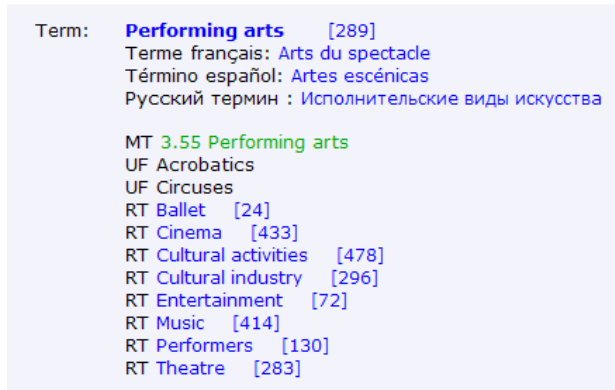 Term: Performing arts [289]
Terme français: Arts du spectacle
Término español: Artes escénicas
Русский термин : Исполнительские виды искусства
MT 3.55 Performing arts
UF Acrobatics
UF Circuses
RT Ballet [24]
RT Cinema [433]
RT Cultural activities [478]
RT Cultural industry [296]
RT Entertainment [72]
RT Music [414]
RT Performers [130]
RT Theatre [283]